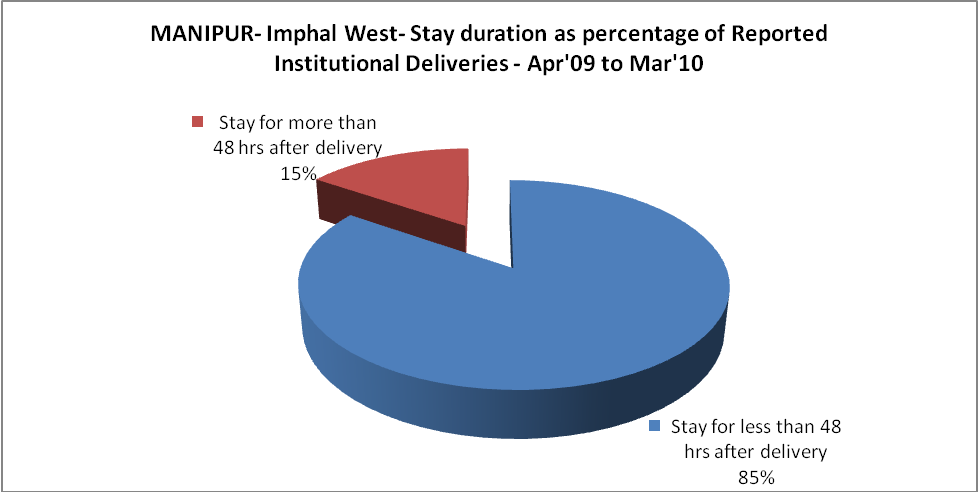 MANIPUR- Imphal West- Stay duration as percentage of Reported
Institutional Deliveries - Apr'09 to Mar'10
Stay for more than
48 hrs after delivery
15%
Stay for less than 48
hrs after delivery
85%